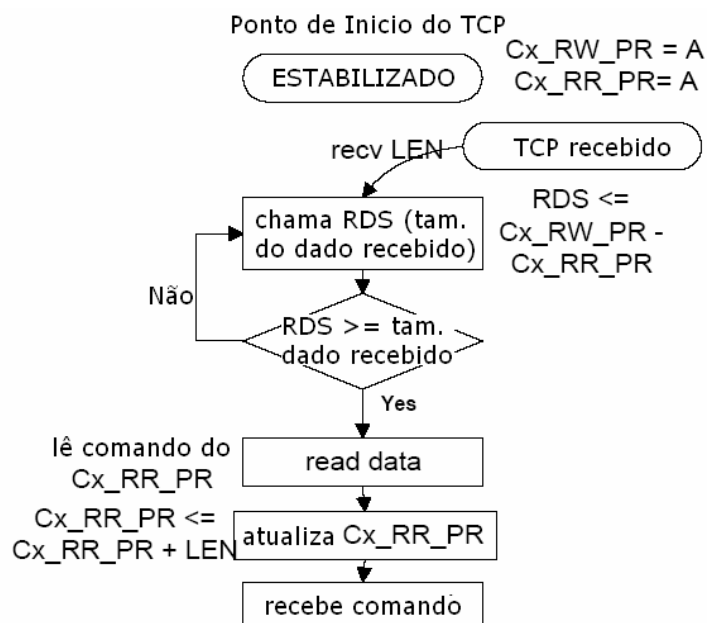 Ponto de Inicio do TCP
ESTABILIZADO
Cx_RW_PR = A
Cx_RR_PR= A
recv LEN
TCP recebido
chama RDS (tam.
do dado recebido)
RDS <=
Cx_RW_PR -
Cx_RR_PR
Não
RDS >= tam.
dado recebido
Yes
lê comando do
Cx_RR_PR
read data
Cx_RR_PR <=
Cx_RR_PR + LEN
atualiza Cx_RR_PR
recebe comando